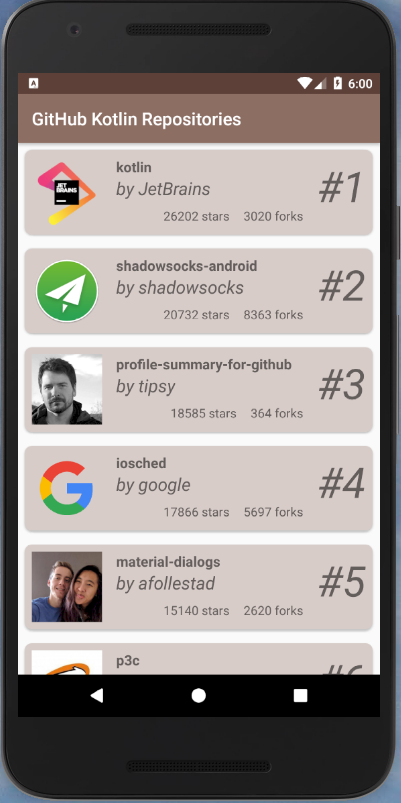 A
6:00
GitHub Kotlin Repositories
JET
BRAINS
kotlin
by JetBrains
26202 stars 3020 forks
#1
shadowsocks-android
by shadowsocks
20732 stars 8363 forks
#2
profile-summary-for-github
by tipsy
18585 stars 364 forks
#3
iosched
by google
17866 stars 5697 forks
#4
material-dialogs
by afollestad
15140 stars 2620 forks
#5
p3c
#6